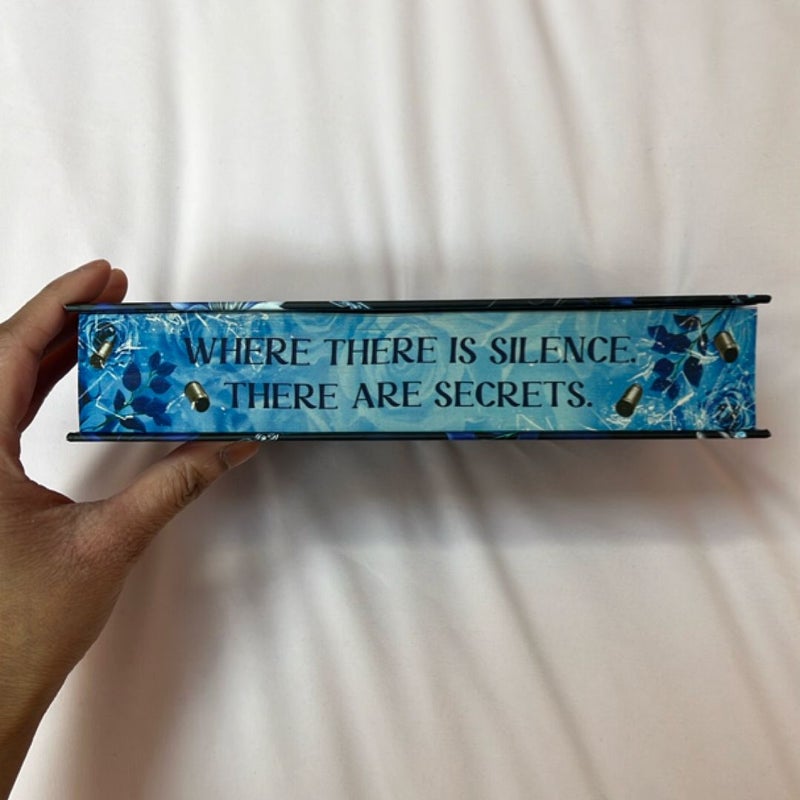 WHERE THERE IS SILENCE.
THERE ARE SECRETS.